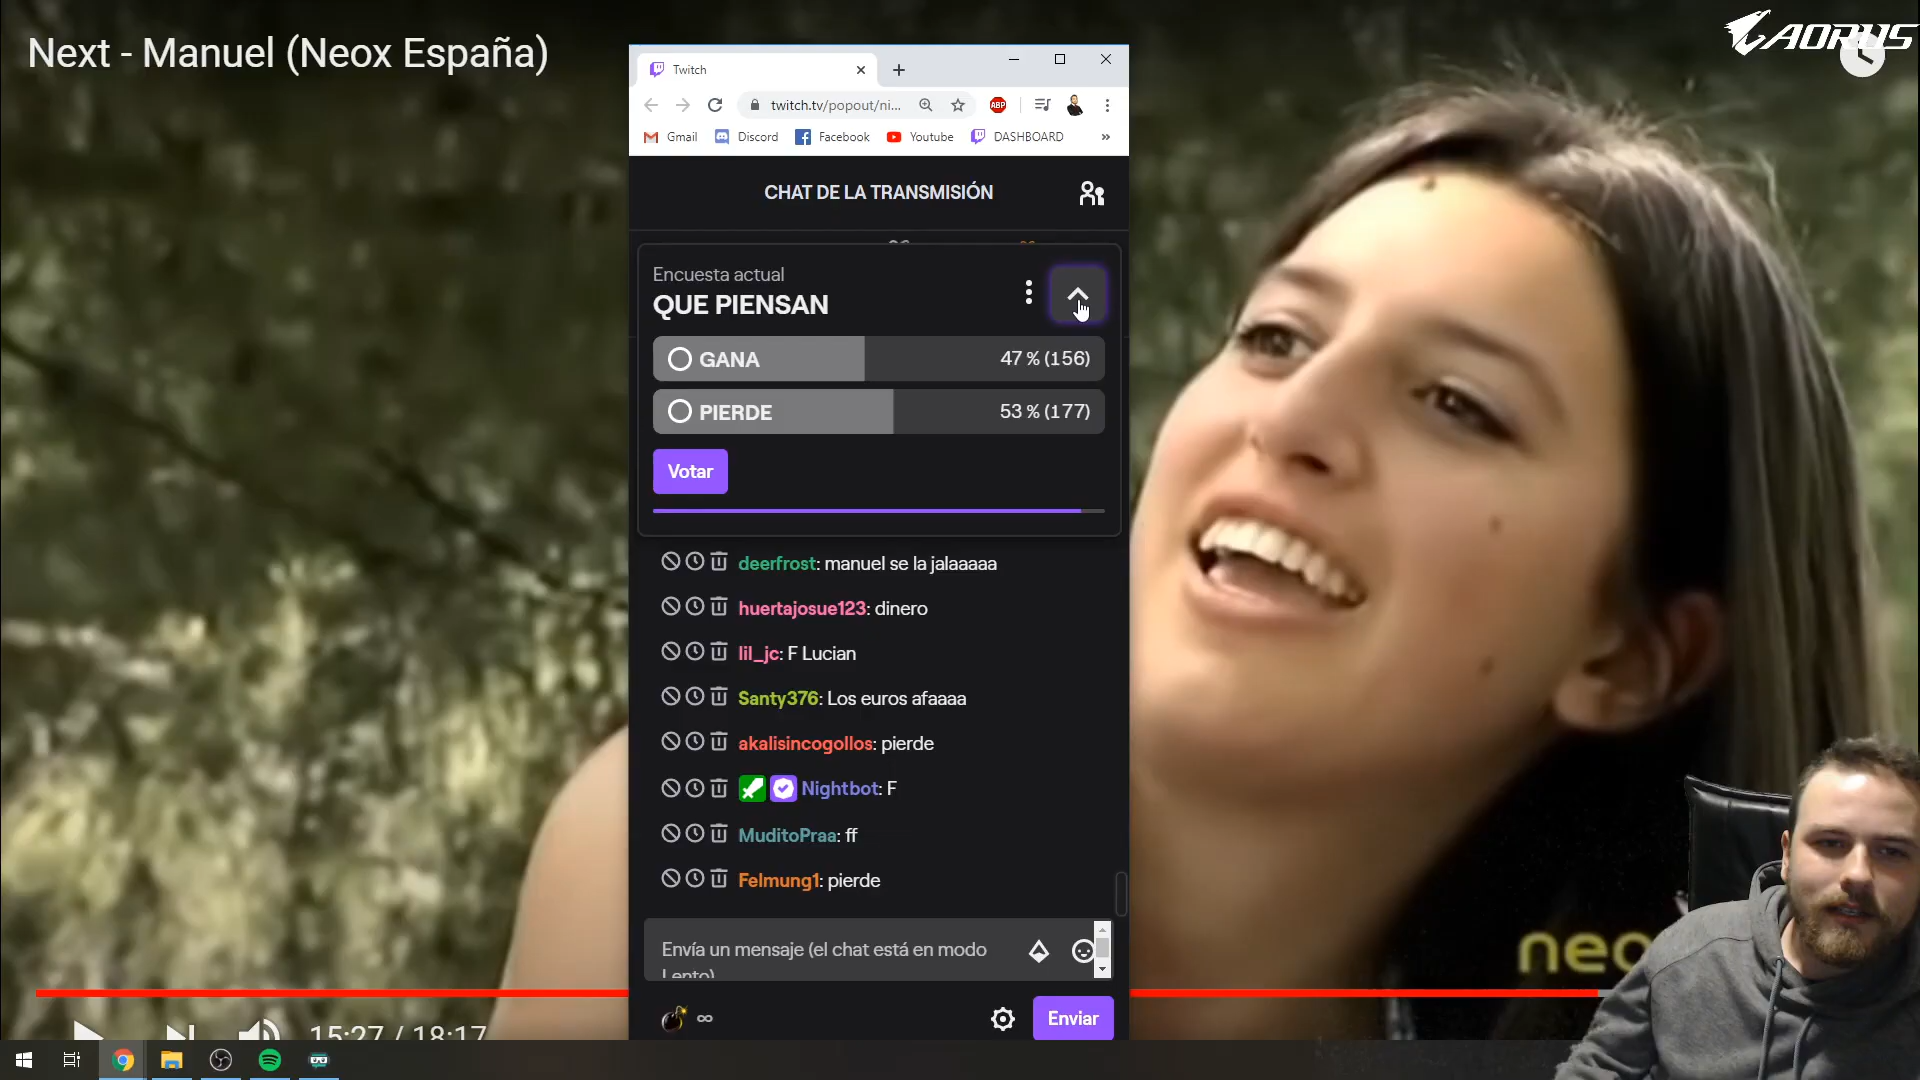 Next - Manuel (Neox España)
AORUS
Twitch
twitch.tv/popout/ni...
ABP
Gmail
Discord
Facebook
Youtube
DASHBOARD
»
CHAT DE LA TRANSMISIÓN
Encuesta actual
QUE PIENSAN
GANA 47 % (156)
PIERDE 53 % (177)
Votar
deerfrost: manuel se la jalaaaaa
huertajosue123: dinero
lil_jc: F Lucian
Santy376: Los euros afaaaa
akalisincogollos: pierde
Nightbot: F
MuditoPraa: ff
Felmung1: pierde
Envía un mensaje (el chat está en modo
Lento)
neo
∞
Enviar
15:27 / 18:17